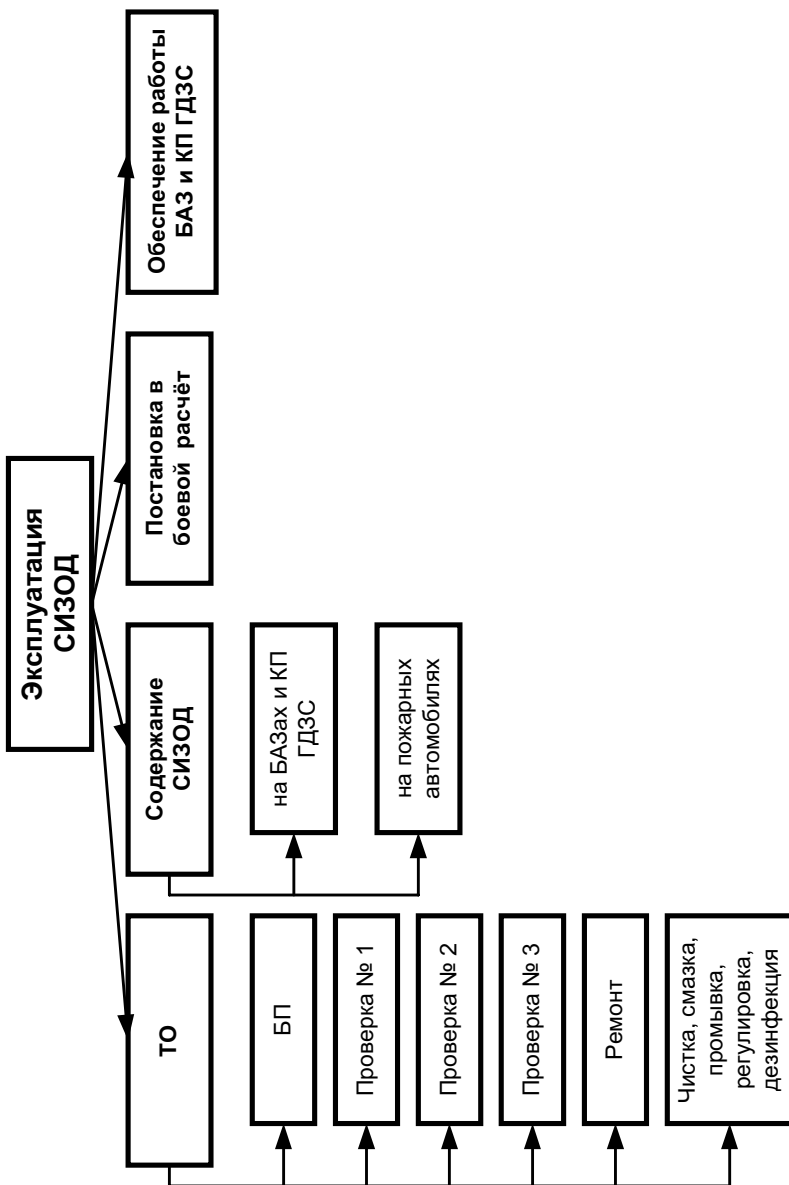 Эксплуатация
СИЗОД
ТО
Содержание
СИЗОД
Постановка в
боевой расчёт
Обеспечение работы
БАЗ и КП ГДЗС
БП
Проверка № 1
Проверка № 2
Проверка № 3
Ремонт
Чистка, смазка,
промывка,
регулировка,
дезинфекция
на БАЗах и КП
ГДЗС
на пожарных
автомобилях